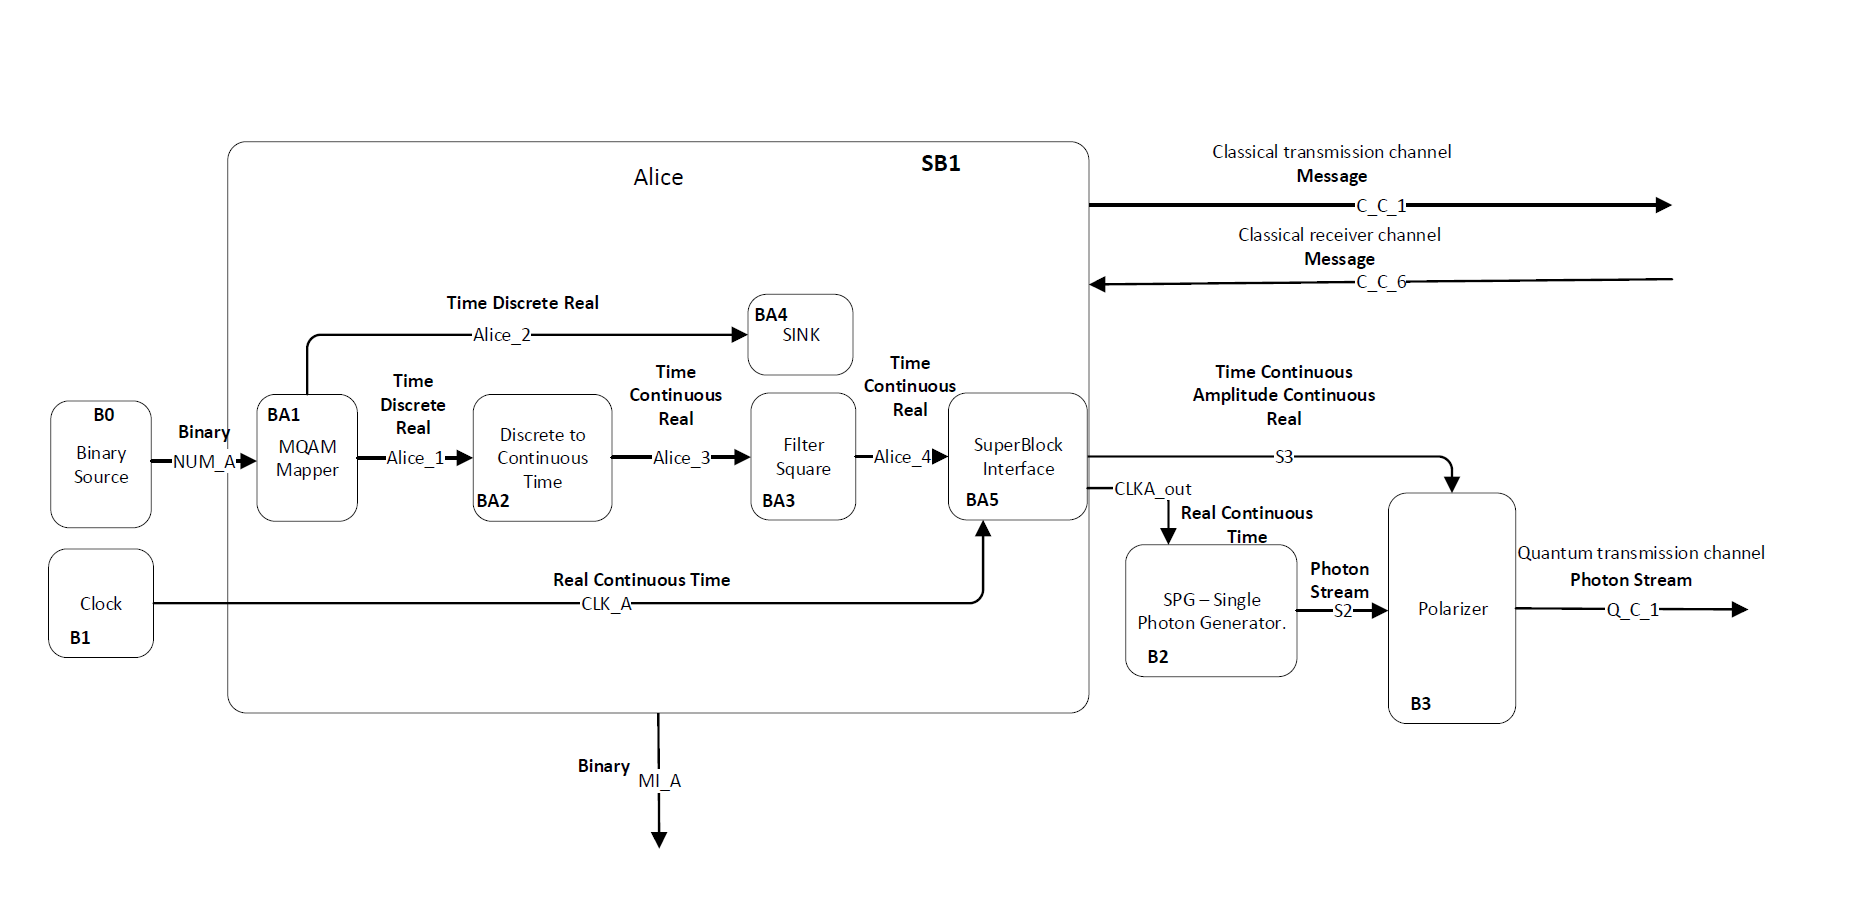 SB1
Alice
Classical transmission channel
Message
C_C_1
Classical receiver channel
Message
C_C_6
Time Discrete Real
Alice_2
BA4
SINK
Time
Discrete
Real
Alice_1
Time
Continuous
Real
Alice_3
Time
Continuous
Real
Alice_4
Time Continuous
Amplitude Continuous
Real
S3
B0
Binary
Source
Binary
NUM_A
BA1
MQAM
Mapper
Discrete to
Continuous
Time
BA2
Filter
Square
BA3
SuperBlock
Interface
BA5
CLKA_out
Real Continuous
Time
Clock
B1
Real Continuous Time
CLK_A
SPG – Single
Photon Generator.
B2
Photon
Stream
S2
Polarizer
B3
Quantum transmission channel
Photon Stream
Q_C_1
Binary
MI_A